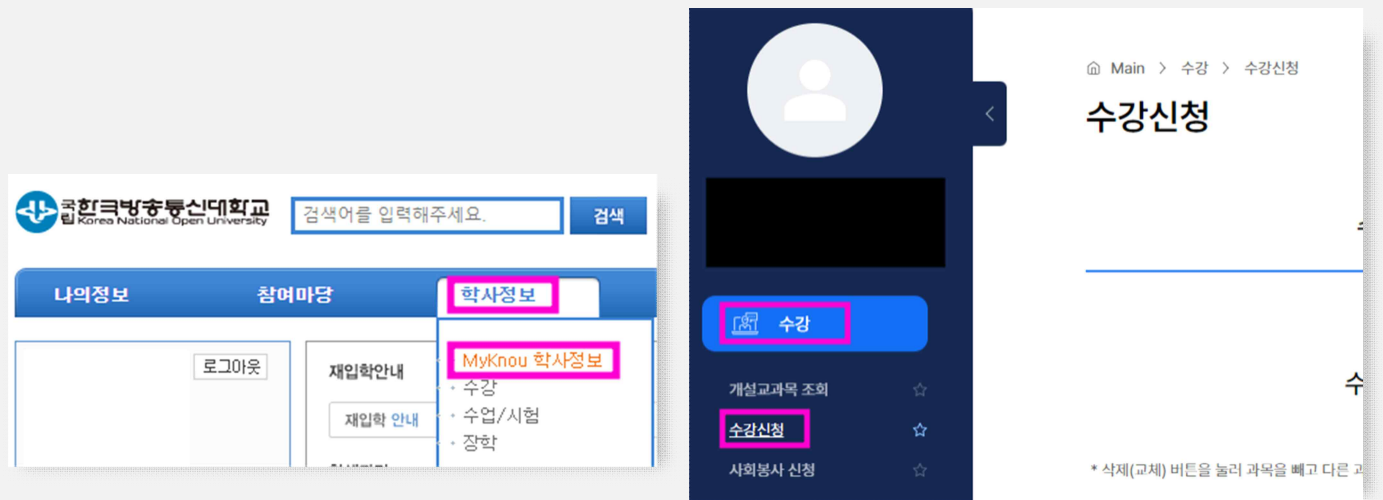 국립 한국방송통신대학교
Korea National Open University
검색어를 입력해주세요.
검색
나의정보
참여마당
학사정보
로그아웃
재입학안내
재입학 안내
MyKnou 학사정보
· 수강
· 수업/시험
· 장학
Main > 수강 > 수강신청
수강신청
수강
개설교과목 조회
수강신청
사회봉사 신청
수
* 삭제(교체) 버튼을 눌러 과목을 빼고 다른